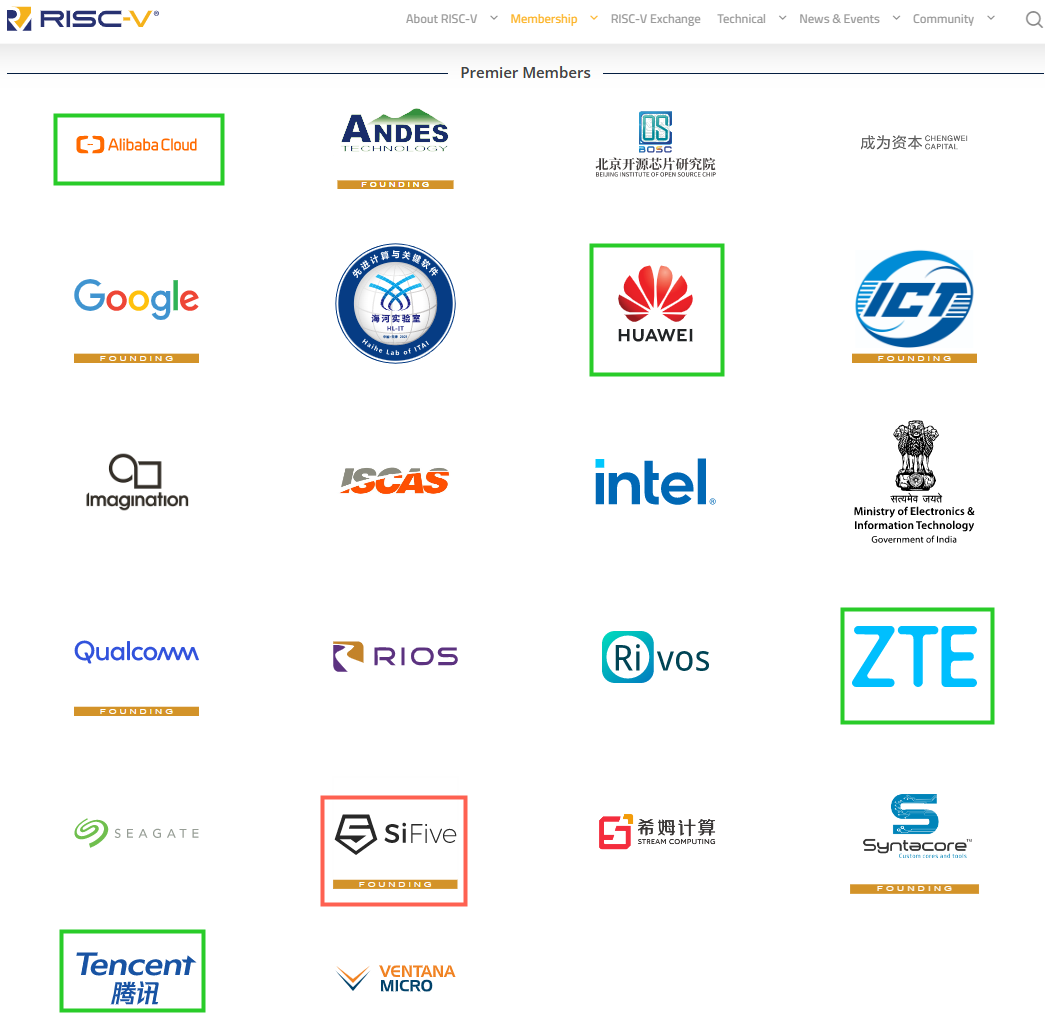 RISC-V®
About RISC-V
Membership
RISC-V Exchange
Technical
News & Events
Community
Premier Members
Alibaba Cloud
ANDES
TECHNOLOGY
FOUNDING
OS
BOSC
北京开源芯片研究院
BEIJING INSTITUTE OF OPEN SOURCE CHIP
成为资本 CHENGWEI
CAPITAL
Google
FOUNDING
先进计算与关键软件
海河实验室
HL-IT
Haihe Lab of ITAI
HUAWEI
ICT
FOUNDING
Imagination
ISCAS
intel®
सत्यमेव जयते
Ministry of Electronics &
Information Technology
Government of India
Qualcomm
FOUNDING
RIOS
Rivos
ZTE
SEAGATE
SiFive
FOUNDING
希姆计算
STREAM COMPUTING
Syntacore™
Custom cores and tools
FOUNDING
Tencent
腾讯
VENTANA
MICRO